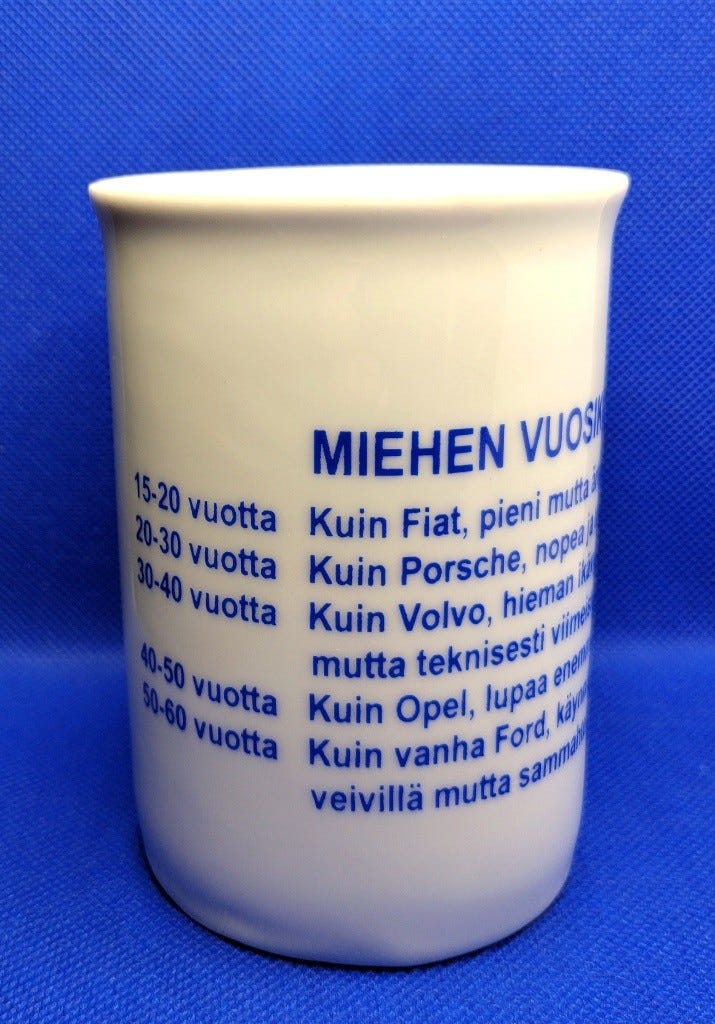 MIEHEN VUOSIK
15-20 vuotta Kuin Fiat, pieni mutta ä
20-30 vuotta Kuin Porsche, nopea ja
30-40 vuotta Kuin Volvo, hieman
mutta teknisesti
40-50 vuotta Kuin Opel, lupaa
50-60 vuotta Kuin vanha Ford,
veivillä mutta